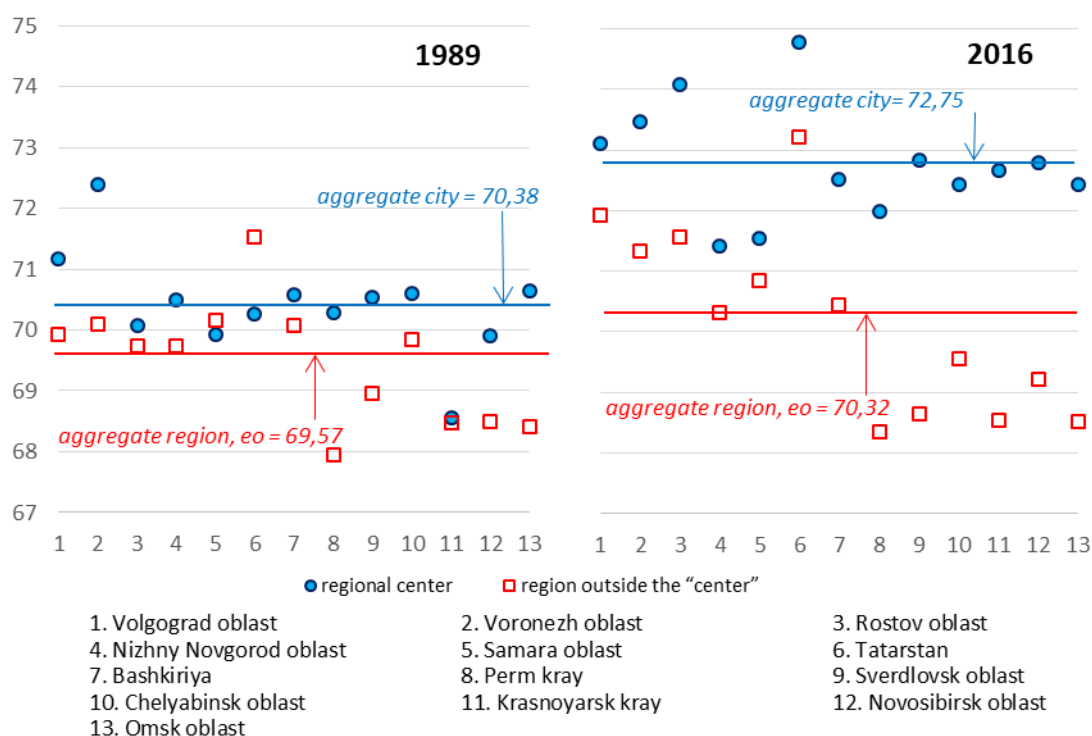 75
74
73
72
71
70
69
68
67
1989
aggregate city = 70,38
aggregate region, eo = 69,57
1 2 3 4 5 6 7 8 9 10 11 12 13
2016
aggregate city= 72,75
aggregate region, eo = 70,32
1 2 3 4 5 6 7 8 9 10 11 12 13
regional center region outside the “center”
1. Volgograd oblast 2. Voronezh oblast 3. Rostov oblast
4. Nizhny Novgorod oblast 5. Samara oblast 6. Tatarstan
7. Bashkiriya 8. Perm kray 9. Sverdlovsk oblast
10. Chelyabinsk oblast 11. Krasnoyarsk kray 12. Novosibirsk oblast
13. Omsk oblast